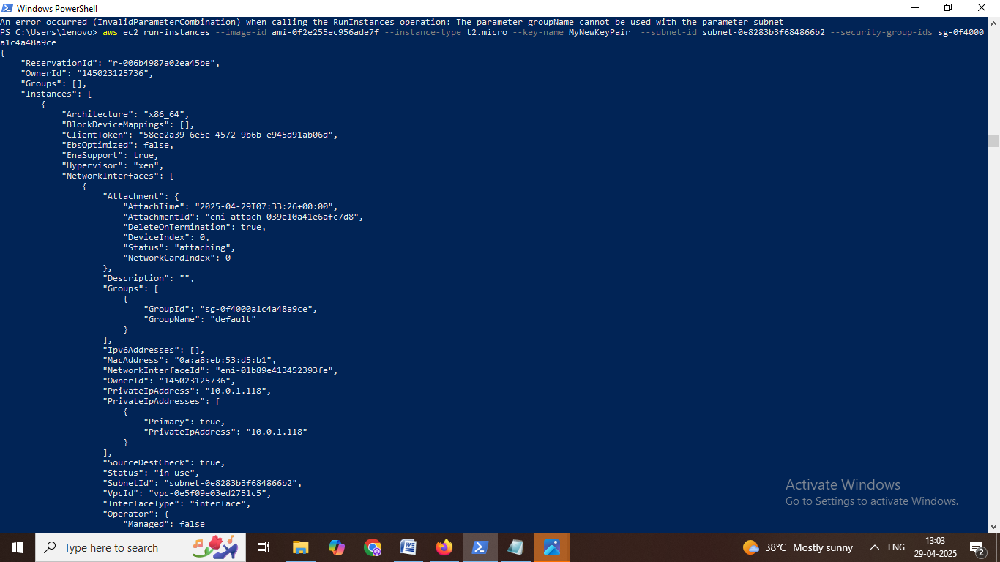 Windows PowerShell
An error occurred (InvalidParameterCombination) when calling the RunInstances operation: The parameter groupName cannot be used with the parameter subnet
PS C:\Users\lenovo> aws ec2 run-instances --image-id ami-0f2e255ec956ade7f --instance-type t2.micro --key-name MyNewKeyPair  --subnet-id subnet-0e8283b3f684866b2 --security-group-ids sg-0f4000
a1c4a48a9ce
{
    "ReservationId": "r-006b4987a02ea45be",
    "OwnerId": "145023125736",
    "Groups": [],
    "Instances": [
        {
            "Architecture": "x86_64",
            "BlockDeviceMappings": [],
            "ClientToken": "58ee2a39-6e5e-4572-9b6b-e945d91ab06d",
            "EbsOptimized": false,
            "EnaSupport": true,
            "Hypervisor": "xen",
            "NetworkInterfaces": [
                {
                    "Attachment": {
                        "AttachTime": "2025-04-29T07:33:26+00:00",
                        "AttachmentId": "eni-attach-039e10a41e6afc7d8",
                        "DeleteOnTermination": true,
                        "DeviceIndex": 0,
                        "Status": "attaching",
                        "NetworkCardIndex": 0
                    },
                    "Description": "",
                    "Groups": [
                        {
                            "GroupId": "sg-0f4000a1c4a48a9ce",
                            "GroupName": "default"
                        }
                    ],
                    "Ipv6Addresses": [],
                    "MacAddress": "0a:a8:eb:53:d5:b1",
                    "NetworkInterfaceId": "eni-01b89e413452393fe",
                    "OwnerId": "145023125736",
                    "PrivateIpAddress": "10.0.1.118",
                    "PrivateIpAddresses": [
                        {
                            "Primary": true,
                            "PrivateIpAddress": "10.0.1.118"
                        }
                    ],
                    "SourceDestCheck": true,
                    "Status": "in-use",
                    "SubnetId": "subnet-0e8283b3f684866b2",
                    "VpcId": "vpc-0e5f09e03ed2751c5",
                    "InterfaceType": "interface",
                    "Operator": {
                        "Managed": false
Activate Windows
Go to Settings to activate Windows.
Type here to search
38°C Mostly sunny
ENG
13:03
29-04-2025
2